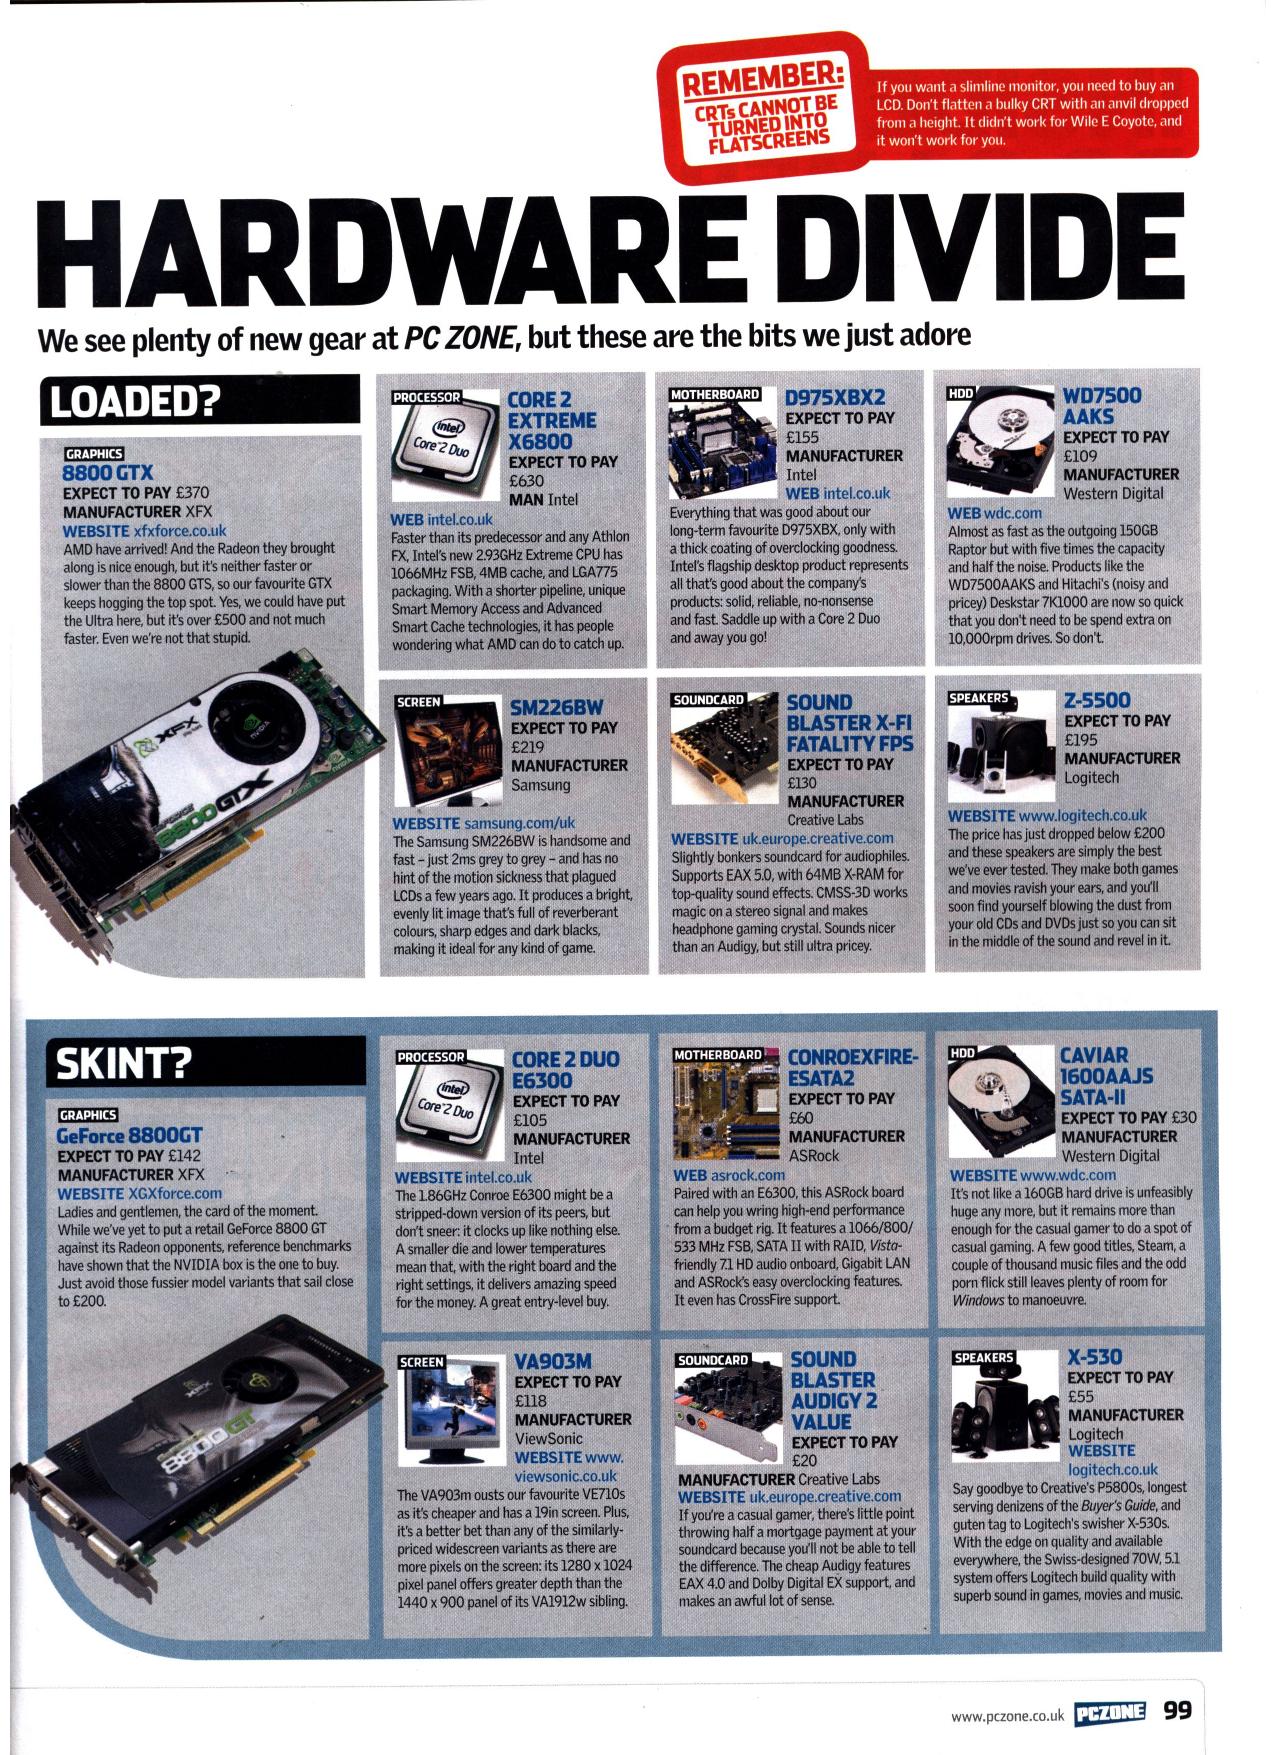 REMEMBER:
CRTs CANNOT BE
TURNED INTO
FLATSCREENS
If you want a slimline monitor, you need to buy an
LCD. Don't flatten a bulky CRT with an anvil dropped
from a height. It didn't work for Wile E Coyote, and
it won't work for you.
HARDWARE DIVIDE
We see plenty of new gear at PC ZONE, but these are the bits we just adore
LOADED?
GRAPHICS
8800 GTX
EXPECT TO PAY £370
MANUFACTURER XFX
WEBSITE xfxforce.co.uk
AMD have arrived! And the Radeon they brought
along is nice enough, but it's neither faster or
slower than the 8800 GTS, so our favourite GTX
keeps hogging the top spot. Yes, we could have put
the Ultra here, but it's over £500 and not much
faster. Even we're not that stupid.
XFX
NVIDIA
GEFORCE
8800GTX
PROCESSOR
intel
Core 2 Duo
CORE 2
EXTREME
X6800
EXPECT TO PAY
£630
MAN Intel
WEB intel.co.uk
Faster than its predecessor and any Athlon
FX, Intel's new 2.93GHz Extreme CPU has
1066MHz FSB, 4MB cache, and LGA775
packaging. With a shorter pipeline, unique
Smart Memory Access and Advanced
Smart Cache technologies, it has people
wondering what AMD can do to catch up.
MOTHERBOARD
D975XBX2
EXPECT TO PAY
£155
MANUFACTURER
Intel
WEB intel.co.uk
Everything that was good about our
long-term favourite D975XBX, only with
a thick coating of overclocking goodness.
Intel's flagship desktop product represents
all that's good about the company's
products: solid, reliable, no-nonsense
and fast. Saddle up with a Core 2 Duo
and away you go!
HDD
WD7500
AAKS
EXPECT TO PAY
£109
MANUFACTURER
Western Digital
WEB wdc.com
Almost as fast as the outgoing 150GB
Raptor but with five times the capacity
and half the noise. Products like the
WD7500AAKS and Hitachi's (noisy and
pricey) Deskstar 7K1000 are now so quick
that you don't need to be spend extra on
10,000rpm drives. So don't.
SCREEN
SM226BW
EXPECT TO PAY
£219
MANUFACTURER
Samsung
WEBSITE samsung.com/uk
The Samsung SM226BW is handsome and
fast – just 2ms grey to grey – and has no
hint of the motion sickness that plagued
LCDs a few years ago. It produces a bright,
evenly lit image that's full of reverberant
colours, sharp edges and dark blacks,
making it ideal for any kind of game.
SOUNDCARD
SOUND
BLASTER X-FI
FATALITY FPS
EXPECT TO PAY
£130
MANUFACTURER
Creative Labs
WEBSITE uk.europe.creative.com
Slightly bonkers soundcard for audiophiles.
Supports EAX 5.0, with 64MB X-RAM for
top-quality sound effects. CMSS-3D works
magic on a stereo signal and makes
headphone gaming crystal. Sounds nicer
than an Audigy, but still ultra pricey.
SPEAKERS
Z-5500
EXPECT TO PAY
£195
MANUFACTURER
Logitech
WEBSITE www.logitech.co.uk
The price has just dropped below £200
and these speakers are simply the best
we've ever tested. They make both games
and movies ravish your ears, and you'll
soon find yourself blowing the dust from
your old CDs and DVDs just so you can sit
in the middle of the sound and revel in it.
SKINT?
GRAPHICS
GeForce 8800GT
EXPECT TO PAY £142
MANUFACTURER XFX
WEBSITE XGXforce.com
Ladies and gentlemen, the card of the moment.
While we've yet to put a retail GeForce 8800 GT
against its Radeon opponents, reference benchmarks
have shown that the NVIDIA box is the one to buy.
Just avoid those fussier model variants that sail close
to £200.
XFX
8800GT
PROCESSOR
intel
Core 2 Duo
CORE 2 DUO
E6300
EXPECT TO PAY
£105
MANUFACTURER
Intel
WEBSITE intel.co.uk
The 1.86GHz Conroe E6300 might be a
stripped-down version of its peers, but
don't sneer: it clocks up like nothing else.
A smaller die and lower temperatures
mean that, with the right board and the
right settings, it delivers amazing speed
for the money. A great entry-level buy.
MOTHERBOARD
CONROEXFIRE-
ESATA2
EXPECT TO PAY
£60
MANUFACTURER
ASRock
WEB asrock.com
Paired with an E6300, this ASRock board
can help you wring high-end performance
from a budget rig. It features a 1066/800/
533 MHz FSB, SATA II with RAID, Vista-
friendly 7.1 HD audio onboard, Gigabit LAN
and ASRock's easy overclocking features.
It even has CrossFire support.
HDD
CAVIAR
1600AAJS
SATA-II
EXPECT TO PAY £30
MANUFACTURER
Western Digital
WEBSITE www.wdc.com
It's not like a 160GB hard drive is unfeasibly
huge any more, but it remains more than
enough for the casual gamer to do a spot of
casual gaming. A few good titles, Steam, a
couple of thousand music files and the odd
porn flick still leaves plenty of room for
Windows to manoeuvre.
SCREEN
VA903M
EXPECT TO PAY
£118
MANUFACTURER
ViewSonic
WEBSITE www.
viewsonic.co.uk
The VA903m ousts our favourite VE710s
as it's cheaper and has a 19in screen. Plus,
it's a better bet than any of the similarly-
priced widescreen variants as there are
more pixels on the screen: its 1280 x 1024
pixel panel offers greater depth than the
1440 x 900 panel of its VA1912w sibling.
SOUNDCARD
SOUND
BLASTER
AUDIGY 2
VALUE
EXPECT TO PAY
£20
MANUFACTURER Creative Labs
WEBSITE uk.europe.creative.com
If you're a casual gamer, there's little point
throwing half a mortgage payment at your
soundcard because you'll not be able to tell
the difference. The cheap Audigy features
EAX 4.0 and Dolby Digital EX support, and
makes an awful lot of sense.
SPEAKERS
X-530
EXPECT TO PAY
£55
MANUFACTURER
Logitech
WEBSITE
logitech.co.uk
Say goodbye to Creative's P5800s, longest
serving denizens of the Buyer's Guide, and
guten tag to Logitech's swisher X-530s.
With the edge on quality and available
everywhere, the Swiss-designed 70W, 5.1
system offers Logitech build quality with
superb sound in games, movies and music.
www.pczone.co.uk PCZONE 99